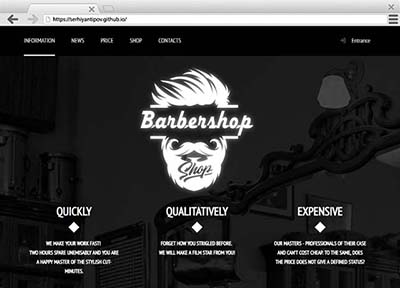 https://terhiyantipov.github.io/
INFORMATION NEWS PRICE SHOP CONTACTS Entrance
Barbershop
Shop
QUICKLY QUALITATIVELY EXPENSIVE
WE MAKE YOUR WORK FAST!
TWO HOURS SPARE UNEMISABLY AND YOU ARE
A HAPPY MASTER OF THE STYLISH CUT-
MINUTES.
FORGET HOW YOU STRIGLED BEFORE,
WE WILL MAKE A FILM STAR FROM YOU!
OUR MASTERS - PROFESSIONALS OF THEIR CASE
AND CAN'T COST CHEAP. TO THE SAME, DOES
THE PRICE DOES NOT GIVE A DEFINED STATUS?